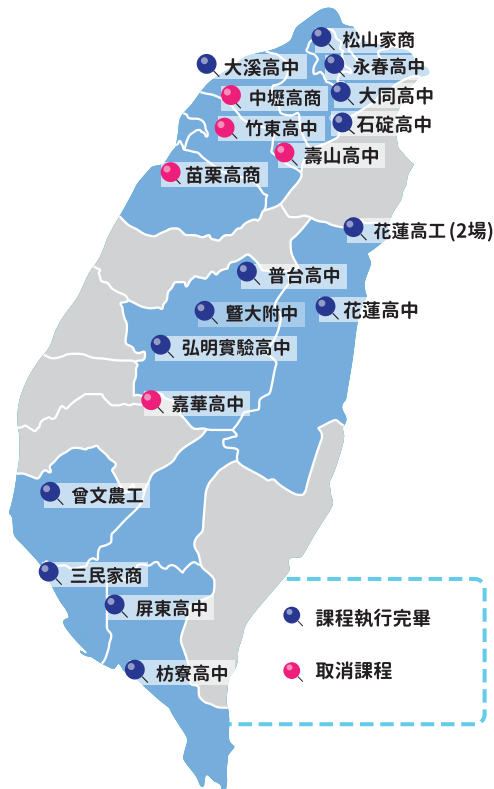 松山家商
大溪高中
永春高中
中壢高商
大同高中
竹東高中
石碇高中
壽山高中
苗栗高商
花蓮高工(2場)
普台高中
暨大附中
花蓮高中
弘明實驗高中
嘉華高中
曾文農工
三民家商
屏東高中
課程執行完畢
枋寮高中
取消課程